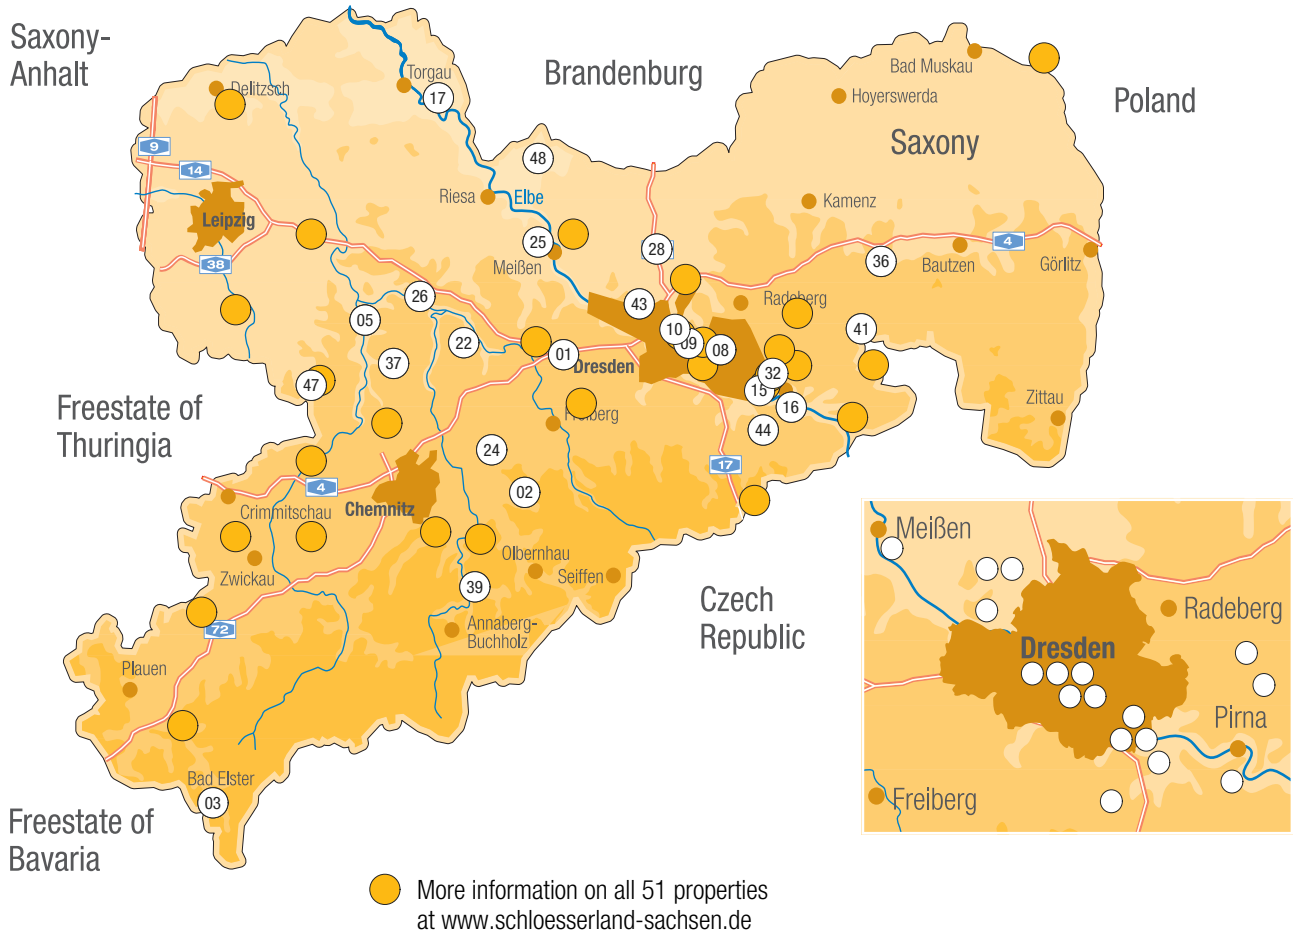 Saxony-
Anhalt
Brandenburg
Poland
Saxony
Freestate of
Thuringia
Freestate of
Bavaria
Czech
Republic
Torgau
17
Delitzsch
Bad Muskau
Hoyerswerda
9
14
48
Riesa
Elbe
Kamenz
Leipzig
38
25
Meißen
28
36
4
Bautzen
Görlitz
26
43
Radeberg
05
22
10
09
08
41
01
Dresden
37
32
15
16
47
Freiberg
44
Zittau
24
17
4
02
Crimmitschau
Chemnitz
Zwickau
Olbernhau
Seiffen
39
72
Annaberg-
Buchholz
Plauen
Bad Elster
03
Meißen
Radeberg
Dresden
Pirna
Freiberg
More information on all 51 properties
at www.schloesserland-sachsen.de